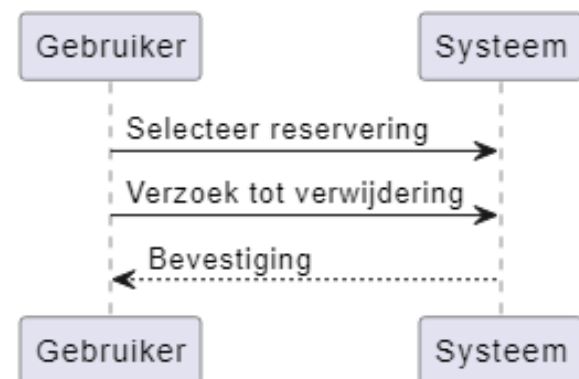 Gebruiker Systeem
Selecteer reservering
Verzoek tot verwijdering
Bevestiging
Gebruiker Systeem